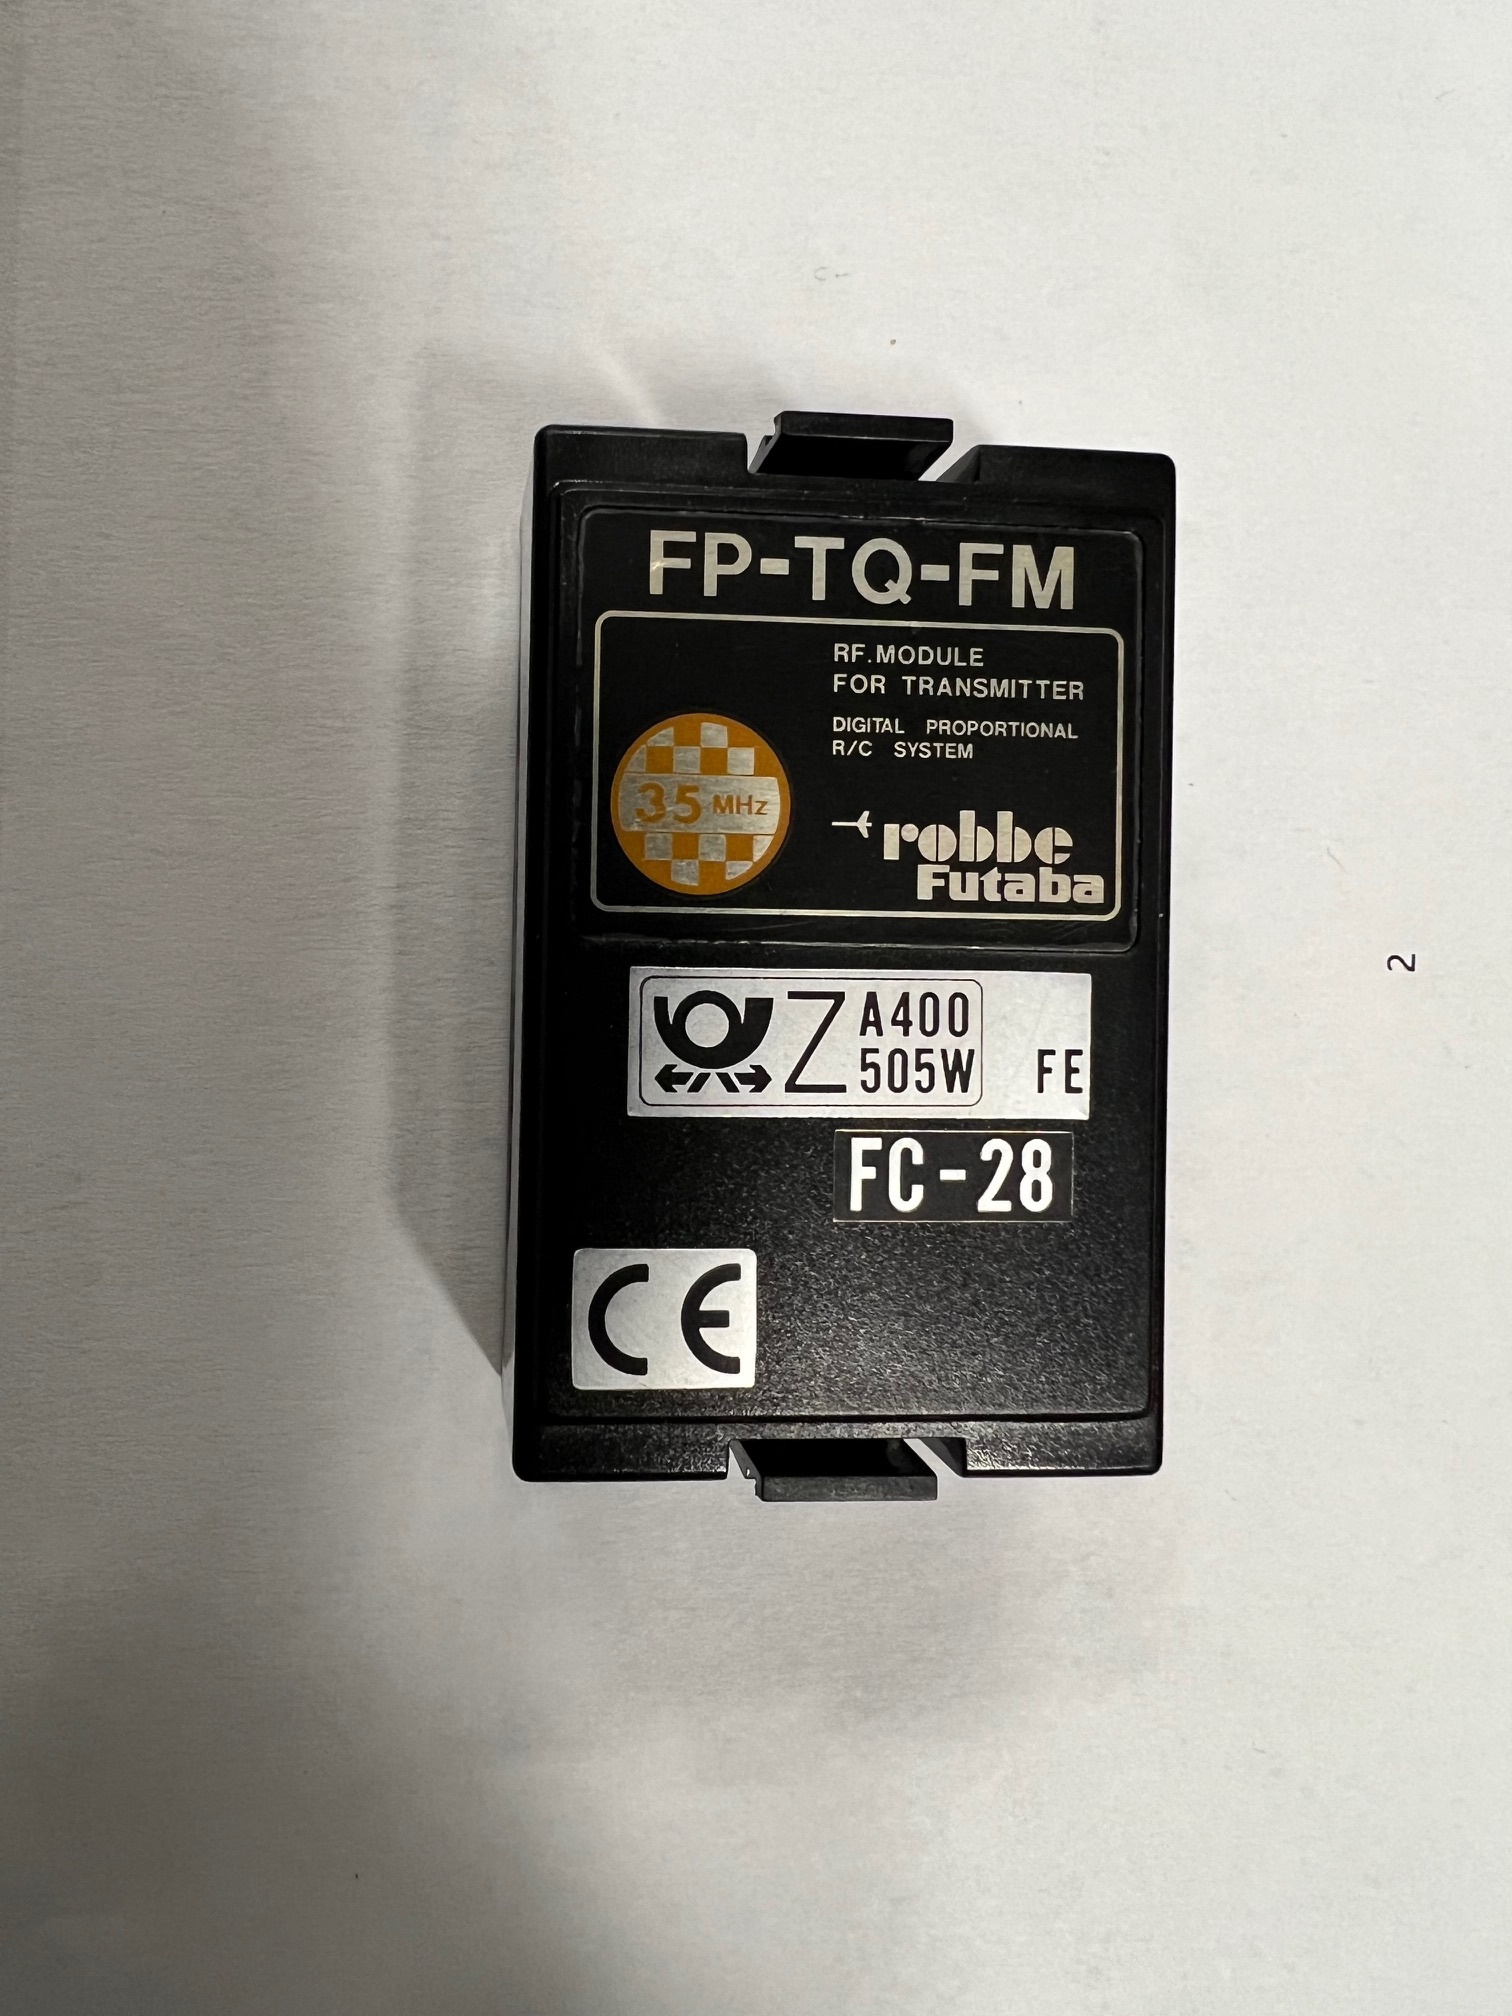 FP-TQ-FM
RF.MODULE
FOR TRANSMITTER
DIGITAL PROPORTIONAL
R/C SYSTEM
35 MHz
robbe
Futaba
Z A400
505W FE
FC-28
CE
2